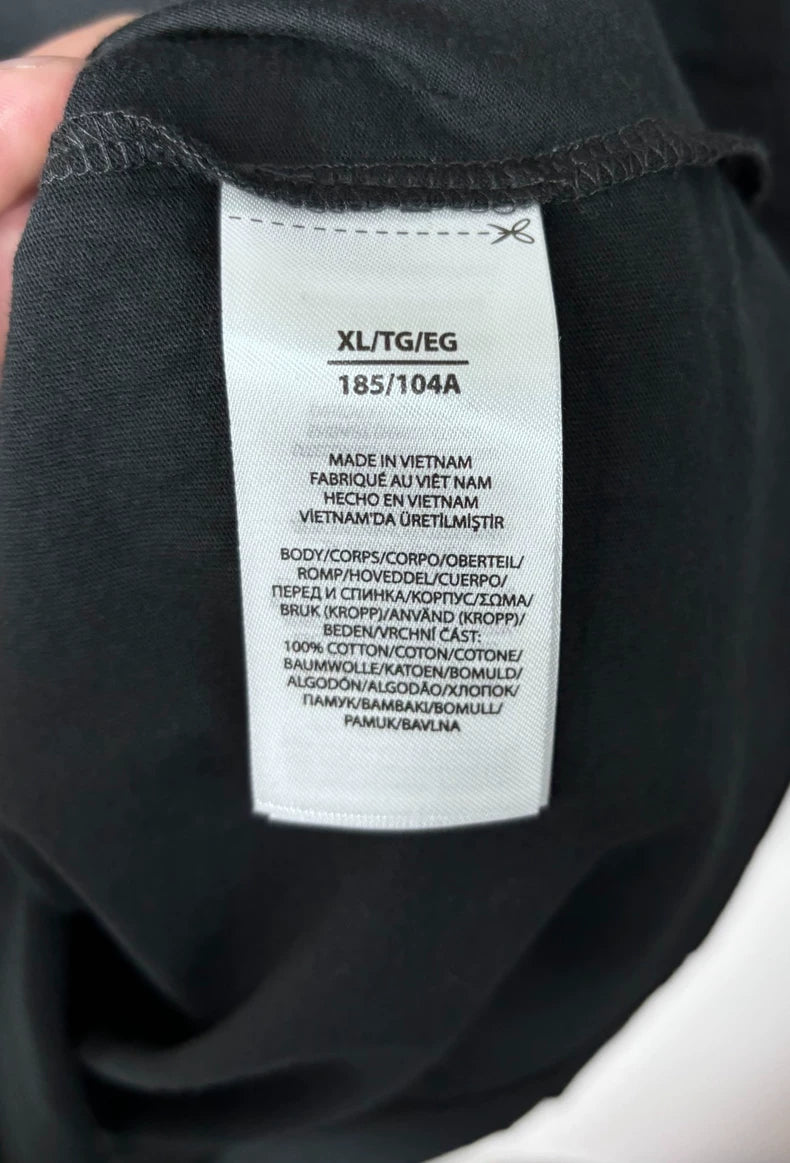 XL/TG/EG
185/104A
MADE IN VIETNAM
FABRIQUÉ AU VIÊT NAM
HECHO EN VIETNAM
VİETNAM'DA ÜRETİLMİŞTİR
BODY/CORPS/CORPO/OBERTEIL/
ROMP/HOVEDDEL/CUERPO/
ПЕРЕД И СПИНКА/КОРПУС/ΣΩΜΑ/
BRUK (KROPP)/ANVÄND (KROPP)/
BEDEN/VRCHNÍ ČÁST:
100% COTTON/COTON/COTONE/
BAUMWOLLE/KATOEN/BOMULD/
ALGODÓN/ALGODÃO/ХЛОПОК/
ПАМУК/ΒΑΜΒΑΚΙ/BOMULL/
PAMUK/BAVLNA